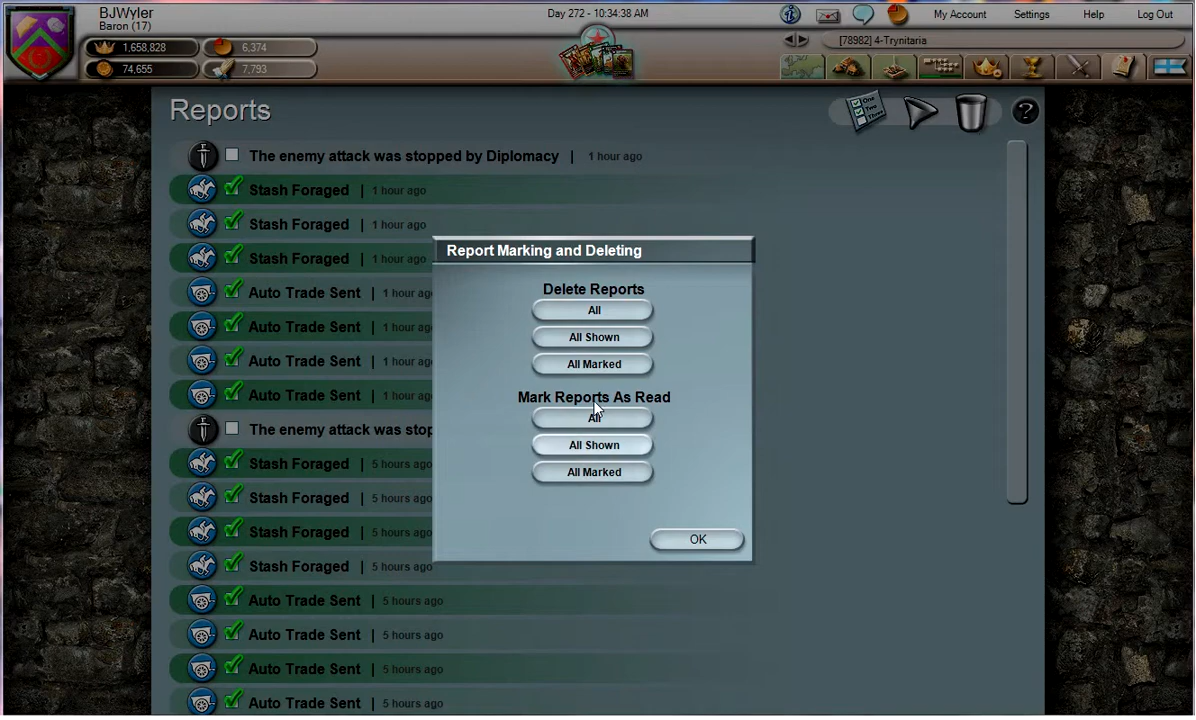 BJWyler
Baron (17)
Day 272 - 10:34:38 AM
My Account
Settings
Help
Log Out
1,658,828
6,374
[78982] 4-Trynitaria
74,655
7,793
Reports
One
Two
?
The enemy attack was stopped by Diplomacy | 1 hour ago
Stash Foraged | 1 hour ago
Stash Foraged | 1 hour ago
Stash Foraged | 1 hour ago
Auto Trade Sent | 1 hour ag
Auto Trade Sent | 1 hour ag
Auto Trade Sent | 1 hour ag
Auto Trade Sent | 1 hour ag
The enemy attack was stop
Stash Foraged | 5 hours ago
Stash Foraged | 5 hours ago
Stash Foraged | 5 hours ago
Stash Foraged | 5 hours ago
Auto Trade Sent | 5 hours ago
Auto Trade Sent | 5 hours ago
Auto Trade Sent | 5 hours ago
Auto Trade Sent | 5 hours ago
Report Marking and Deleting
Delete Reports
All
All Shown
All Marked
Mark Reports As Read
All
All Shown
All Marked
OK